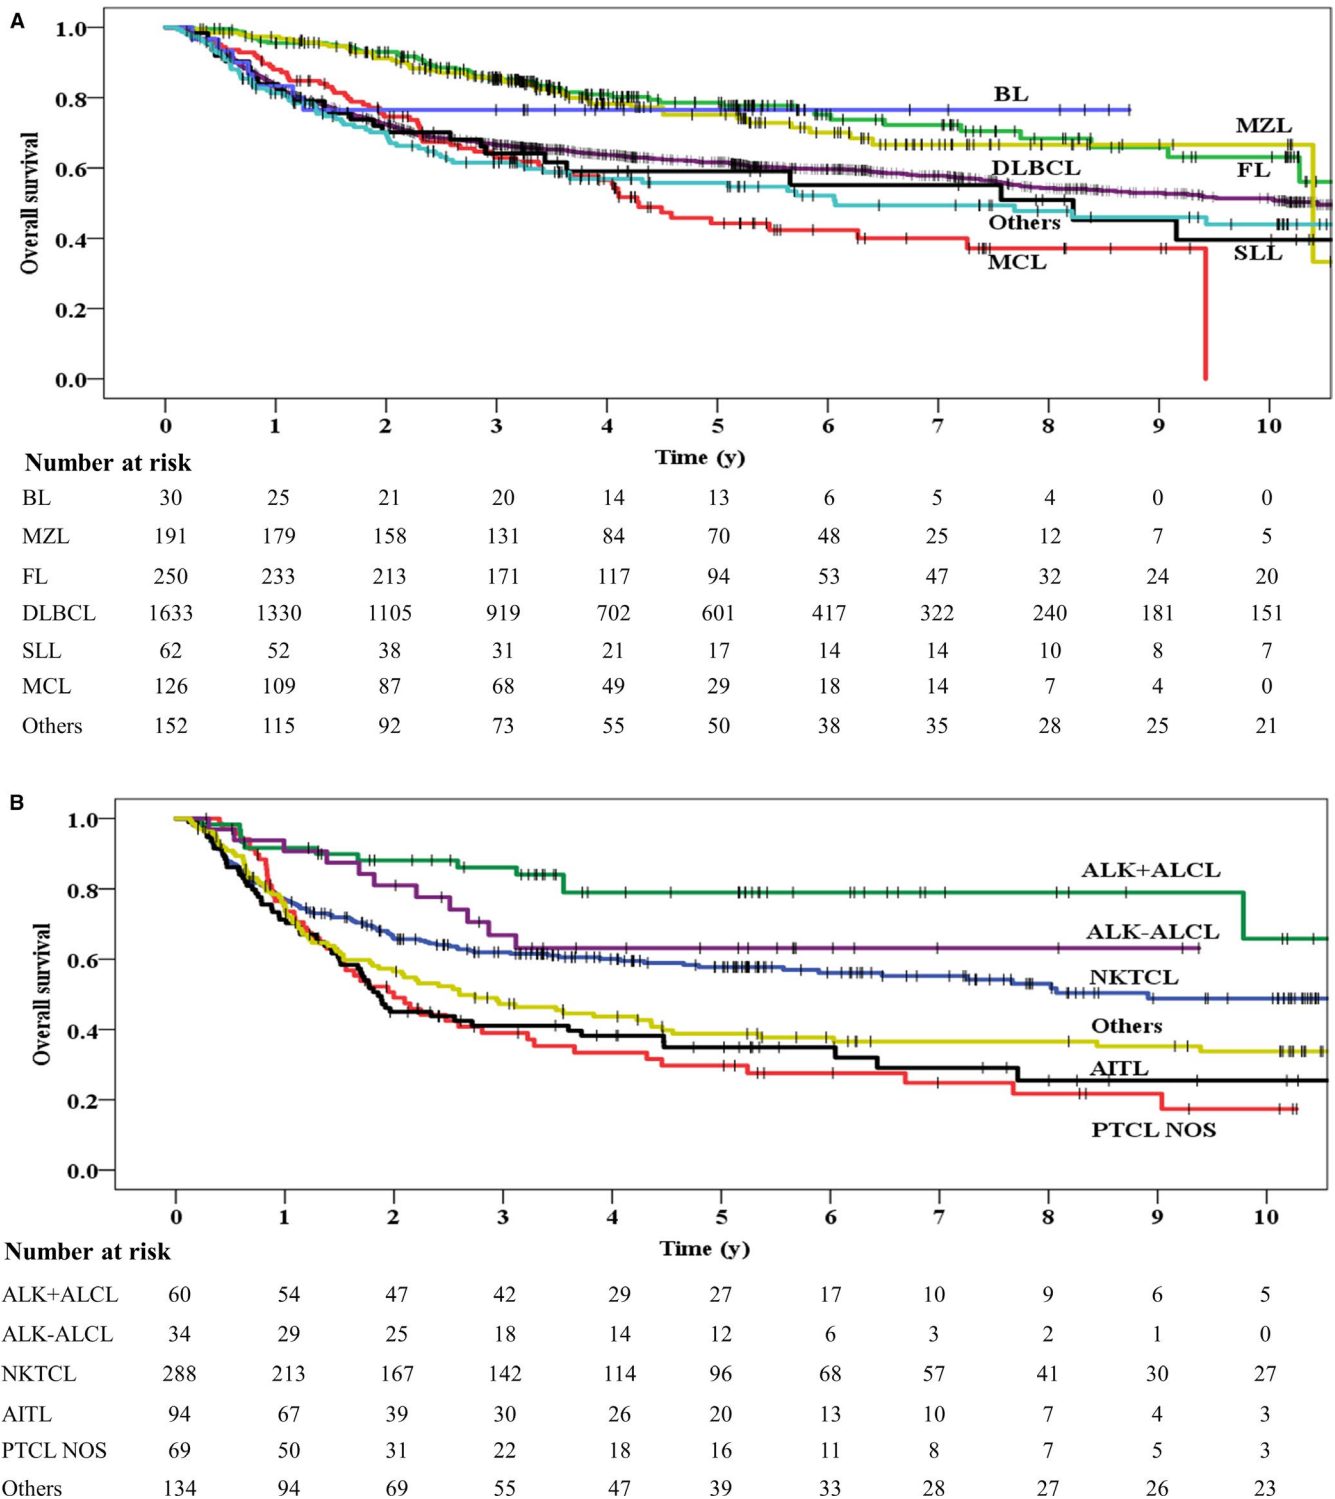 A
1.0
0.8
0.6
0.4
0.2
0.0
Overall survival
BL
MZL
DLBCL
FL
Others
SLL
MCL
0 1 2 3 4 5 6 7 8 9 10
Time (y)
Number at risk
BL 30 25 21 20 14 13 6 5 4 0 0
MZL 191 179 158 131 84 70 48 25 12 7 5
FL 250 233 213 171 117 94 53 47 32 24 20
DLBCL 1633 1330 1105 919 702 601 417 322 240 181 151
SLL 62 52 38 31 21 17 14 14 10 8 7
MCL 126 109 87 68 49 29 18 14 7 4 0
Others 152 115 92 73 55 50 38 35 28 25 21
B
1.0
0.8
0.6
0.4
0.2
0.0
Overall survival
ALK+ALCL
ALK-ALCL
NKTCL
Others
AITL
PTCL NOS
0 1 2 3 4 5 6 7 8 9 10
Time (y)
Number at risk
ALK+ALCL 60 54 47 42 29 27 17 10 9 6 5
ALK-ALCL 34 29 25 18 14 12 6 3 2 1 0
NKTCL 288 213 167 142 114 96 68 57 41 30 27
AITL 94 67 39 30 26 20 13 10 7 4 3
PTCL NOS 69 50 31 22 18 16 11 8 7 5 3
Others 134 94 69 55 47 39 33 28 27 26 23